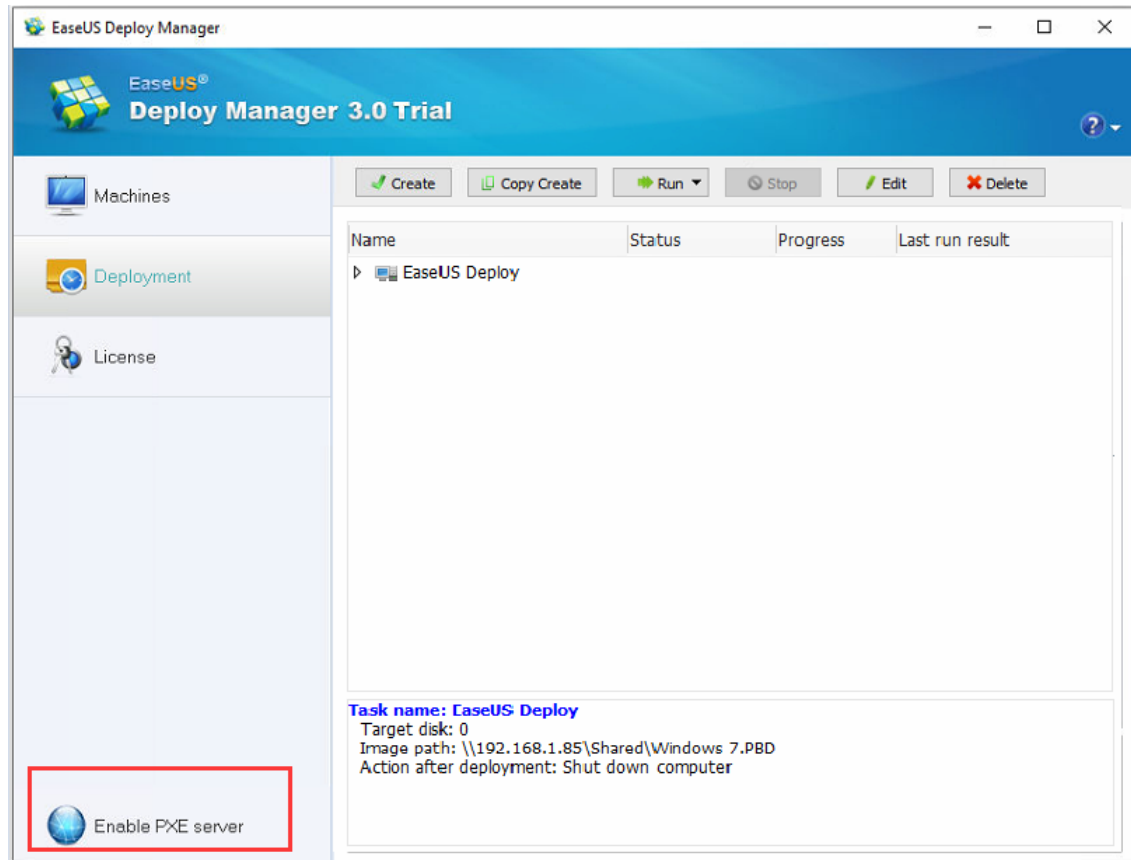 EaseUS Deploy Manager
EaseUS®
Deploy Manager 3.0 Trial
Machines
Deployment
License
Enable PXE server
Create Copy Create Run Stop Edit Delete
Name Status Progress Last run result
EaseUS Deploy
Task name: EaseUS Deploy
Target disk: 0
Image path: \\192.168.1.85\Shared\Windows 7.PBD
Action after deployment: Shut down computer